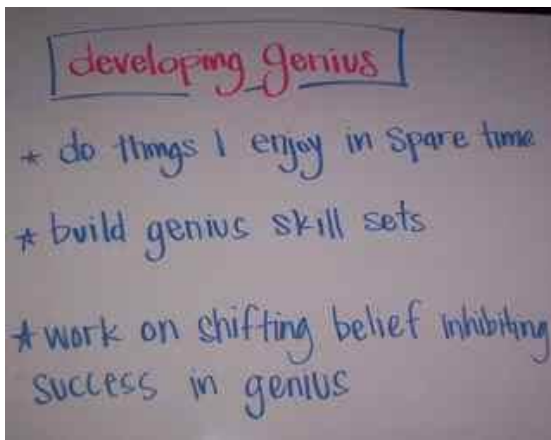 developing genius
* do things I enjoy in spare time
* build genius skill sets
* work on shifting belief inhibiting
success in genius